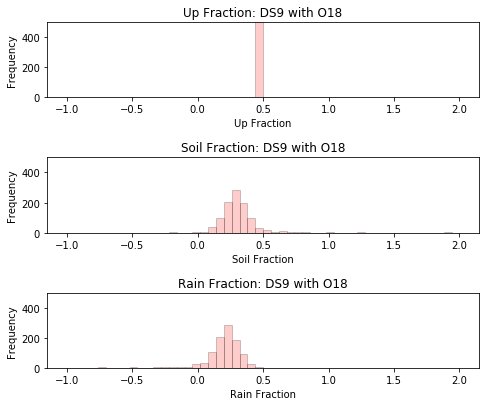 Up Fraction: DS9 with O18
400
200
0
Frequency
−1.0 −0.5 0.0 0.5 1.0 1.5 2.0
Up Fraction
Soil Fraction: DS9 with O18
400
200
0
Frequency
−1.0 −0.5 0.0 0.5 1.0 1.5 2.0
Soil Fraction
Rain Fraction: DS9 with O18
400
200
0
Frequency
−1.0 −0.5 0.0 0.5 1.0 1.5 2.0
Rain Fraction